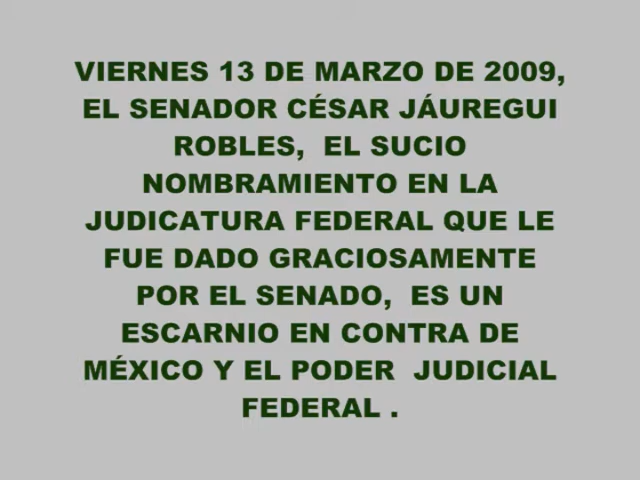 VIERNES 13 DE MARZO DE 2009,
EL SENADOR CÉSAR JÁUREGUI
ROBLES,  EL SUCIO
NOMBRAMIENTO EN LA
JUDICATURA FEDERAL QUE LE
FUE DADO GRACIOSAMENTE
POR EL SENADO,  ES UN
ESCARNIO EN CONTRA DE
MÉXICO Y EL PODER  JUDICIAL
FEDERAL .